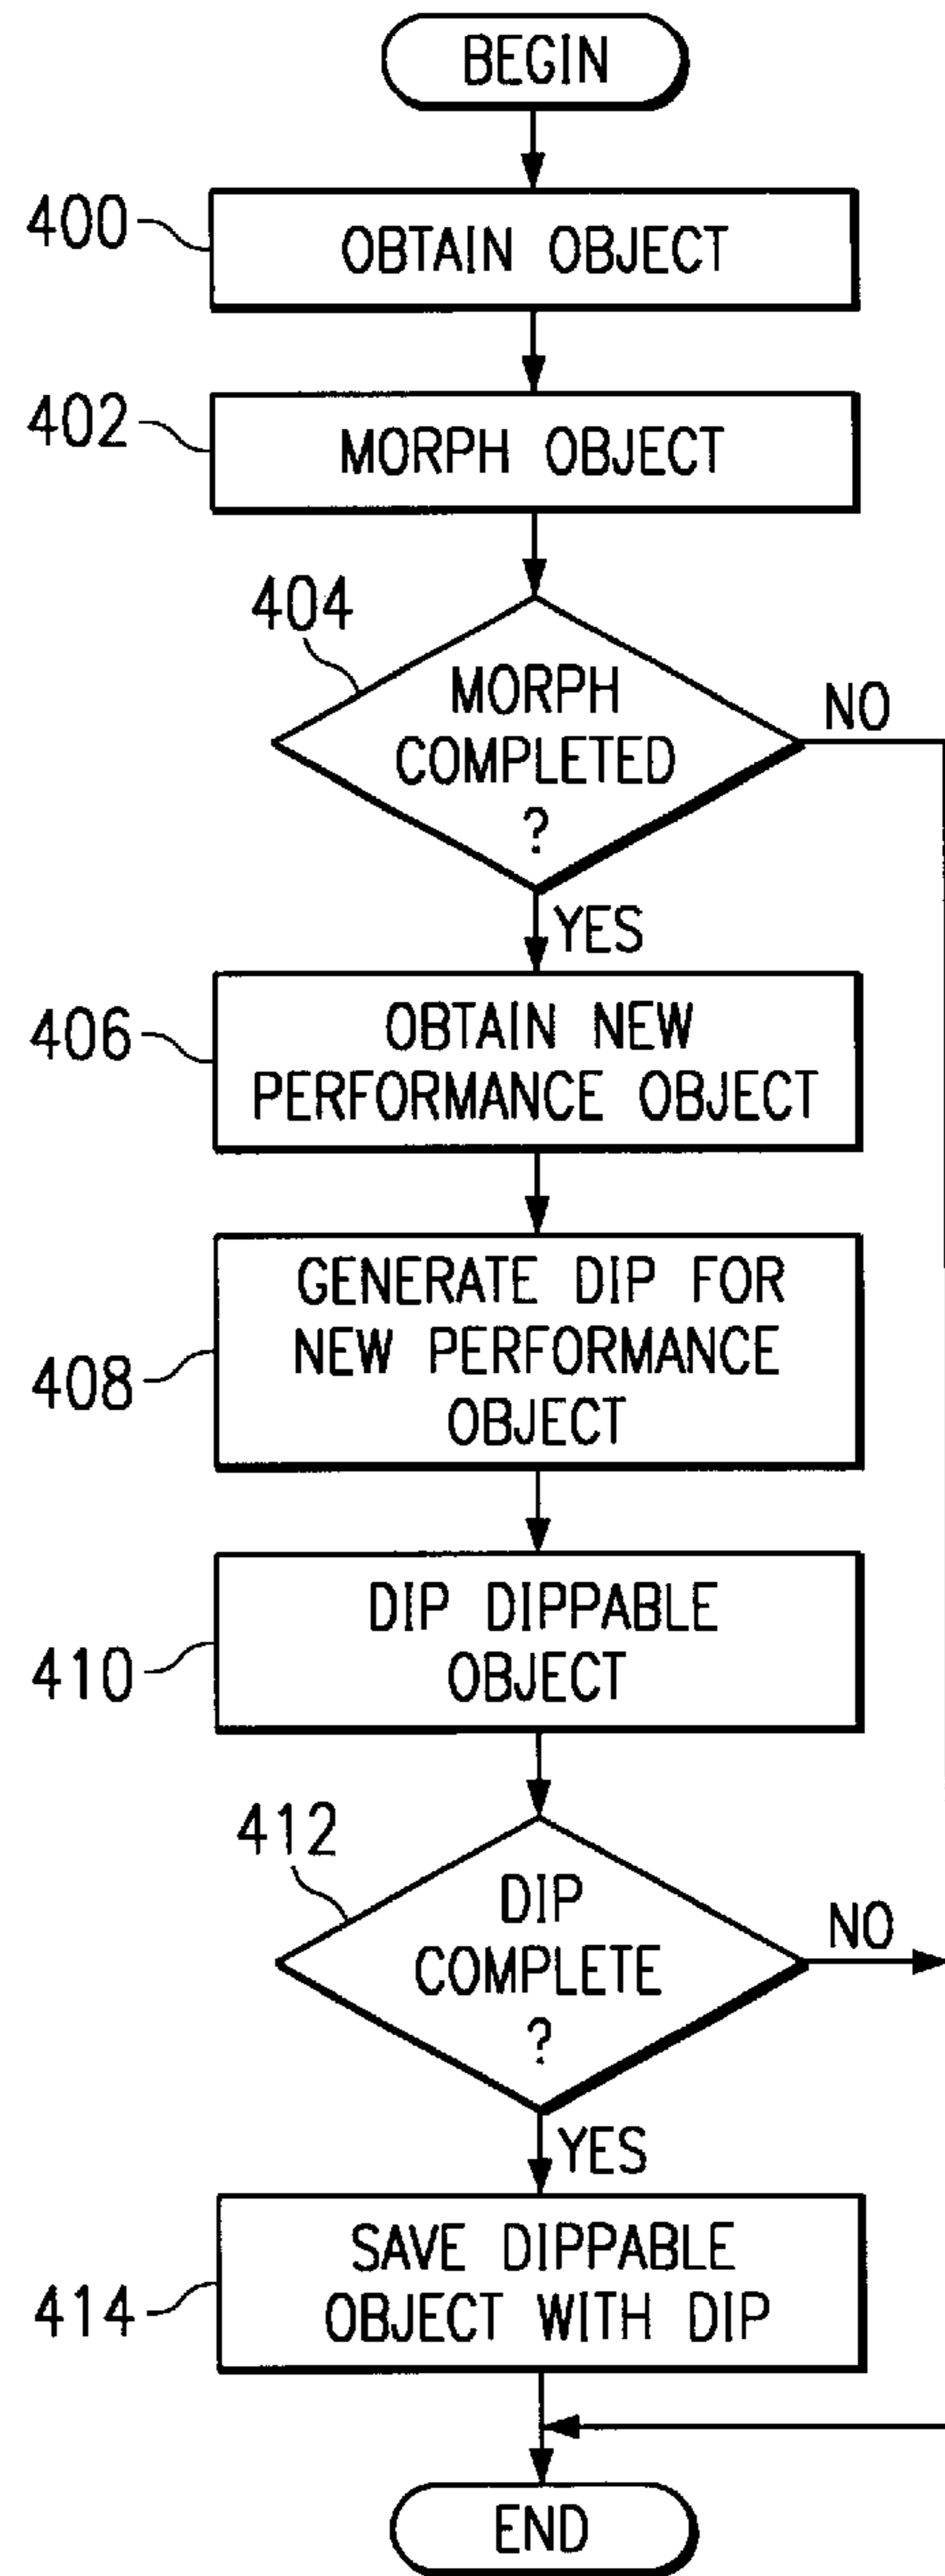 BEGIN
400
OBTAIN OBJECT
402
MORPH OBJECT
404
MORPH
COMPLETED
?
NO
YES
406
OBTAIN NEW
PERFORMANCE OBJECT
408
GENERATE DIP FOR
NEW PERFORMANCE
OBJECT
410
DIP DIPPABLE
OBJECT
412
DIP
COMPLETE
?
NO
YES
414
SAVE DIPPABLE
OBJECT WITH DIP
END